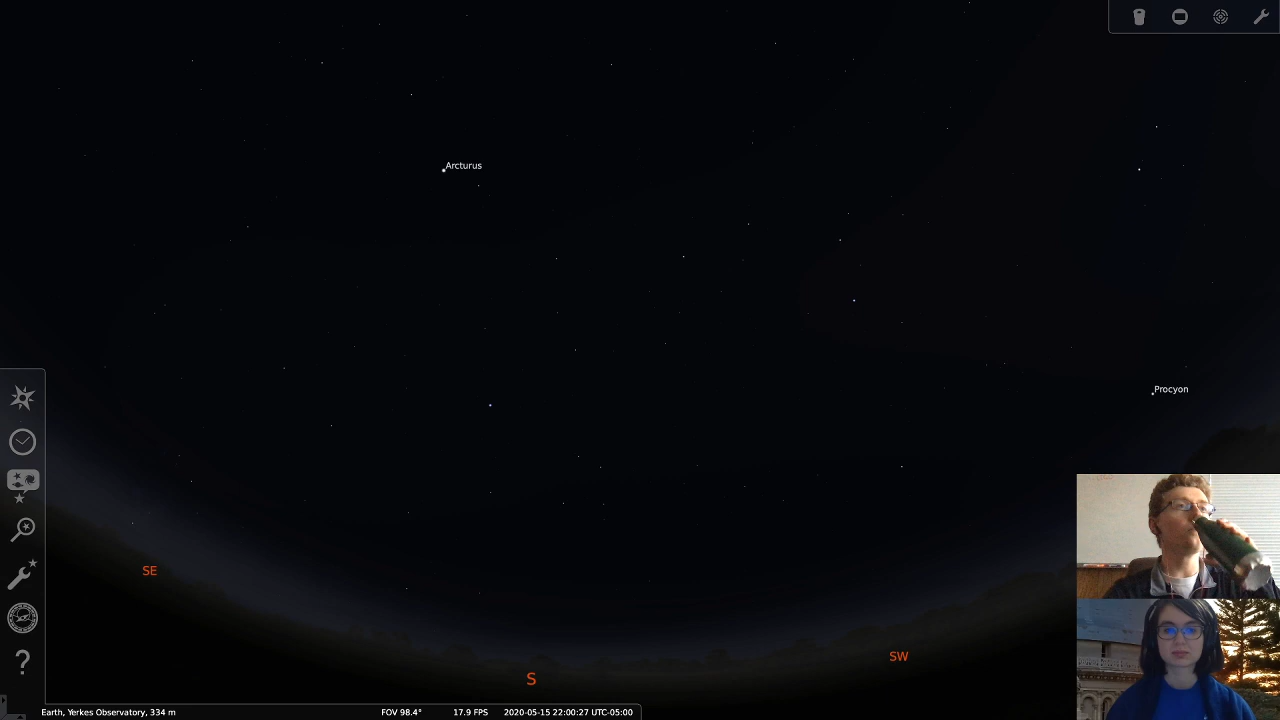 Arcturus
Procyon
SE
SW
S
Earth, Yerkes Observatory, 334 m FOV 98.4° 17.9 FPS 2020-05-15 22:00:27 UTC-05:00